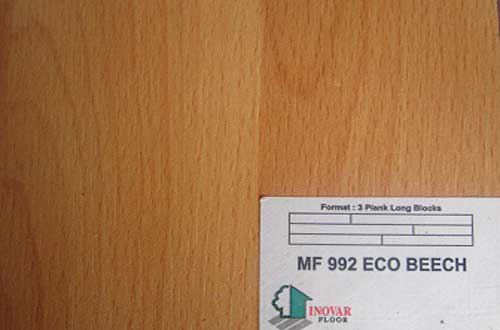 Format : 3 Plank Long Blocks
MF 992 ECO BEECH
INOVAR
FLOOR